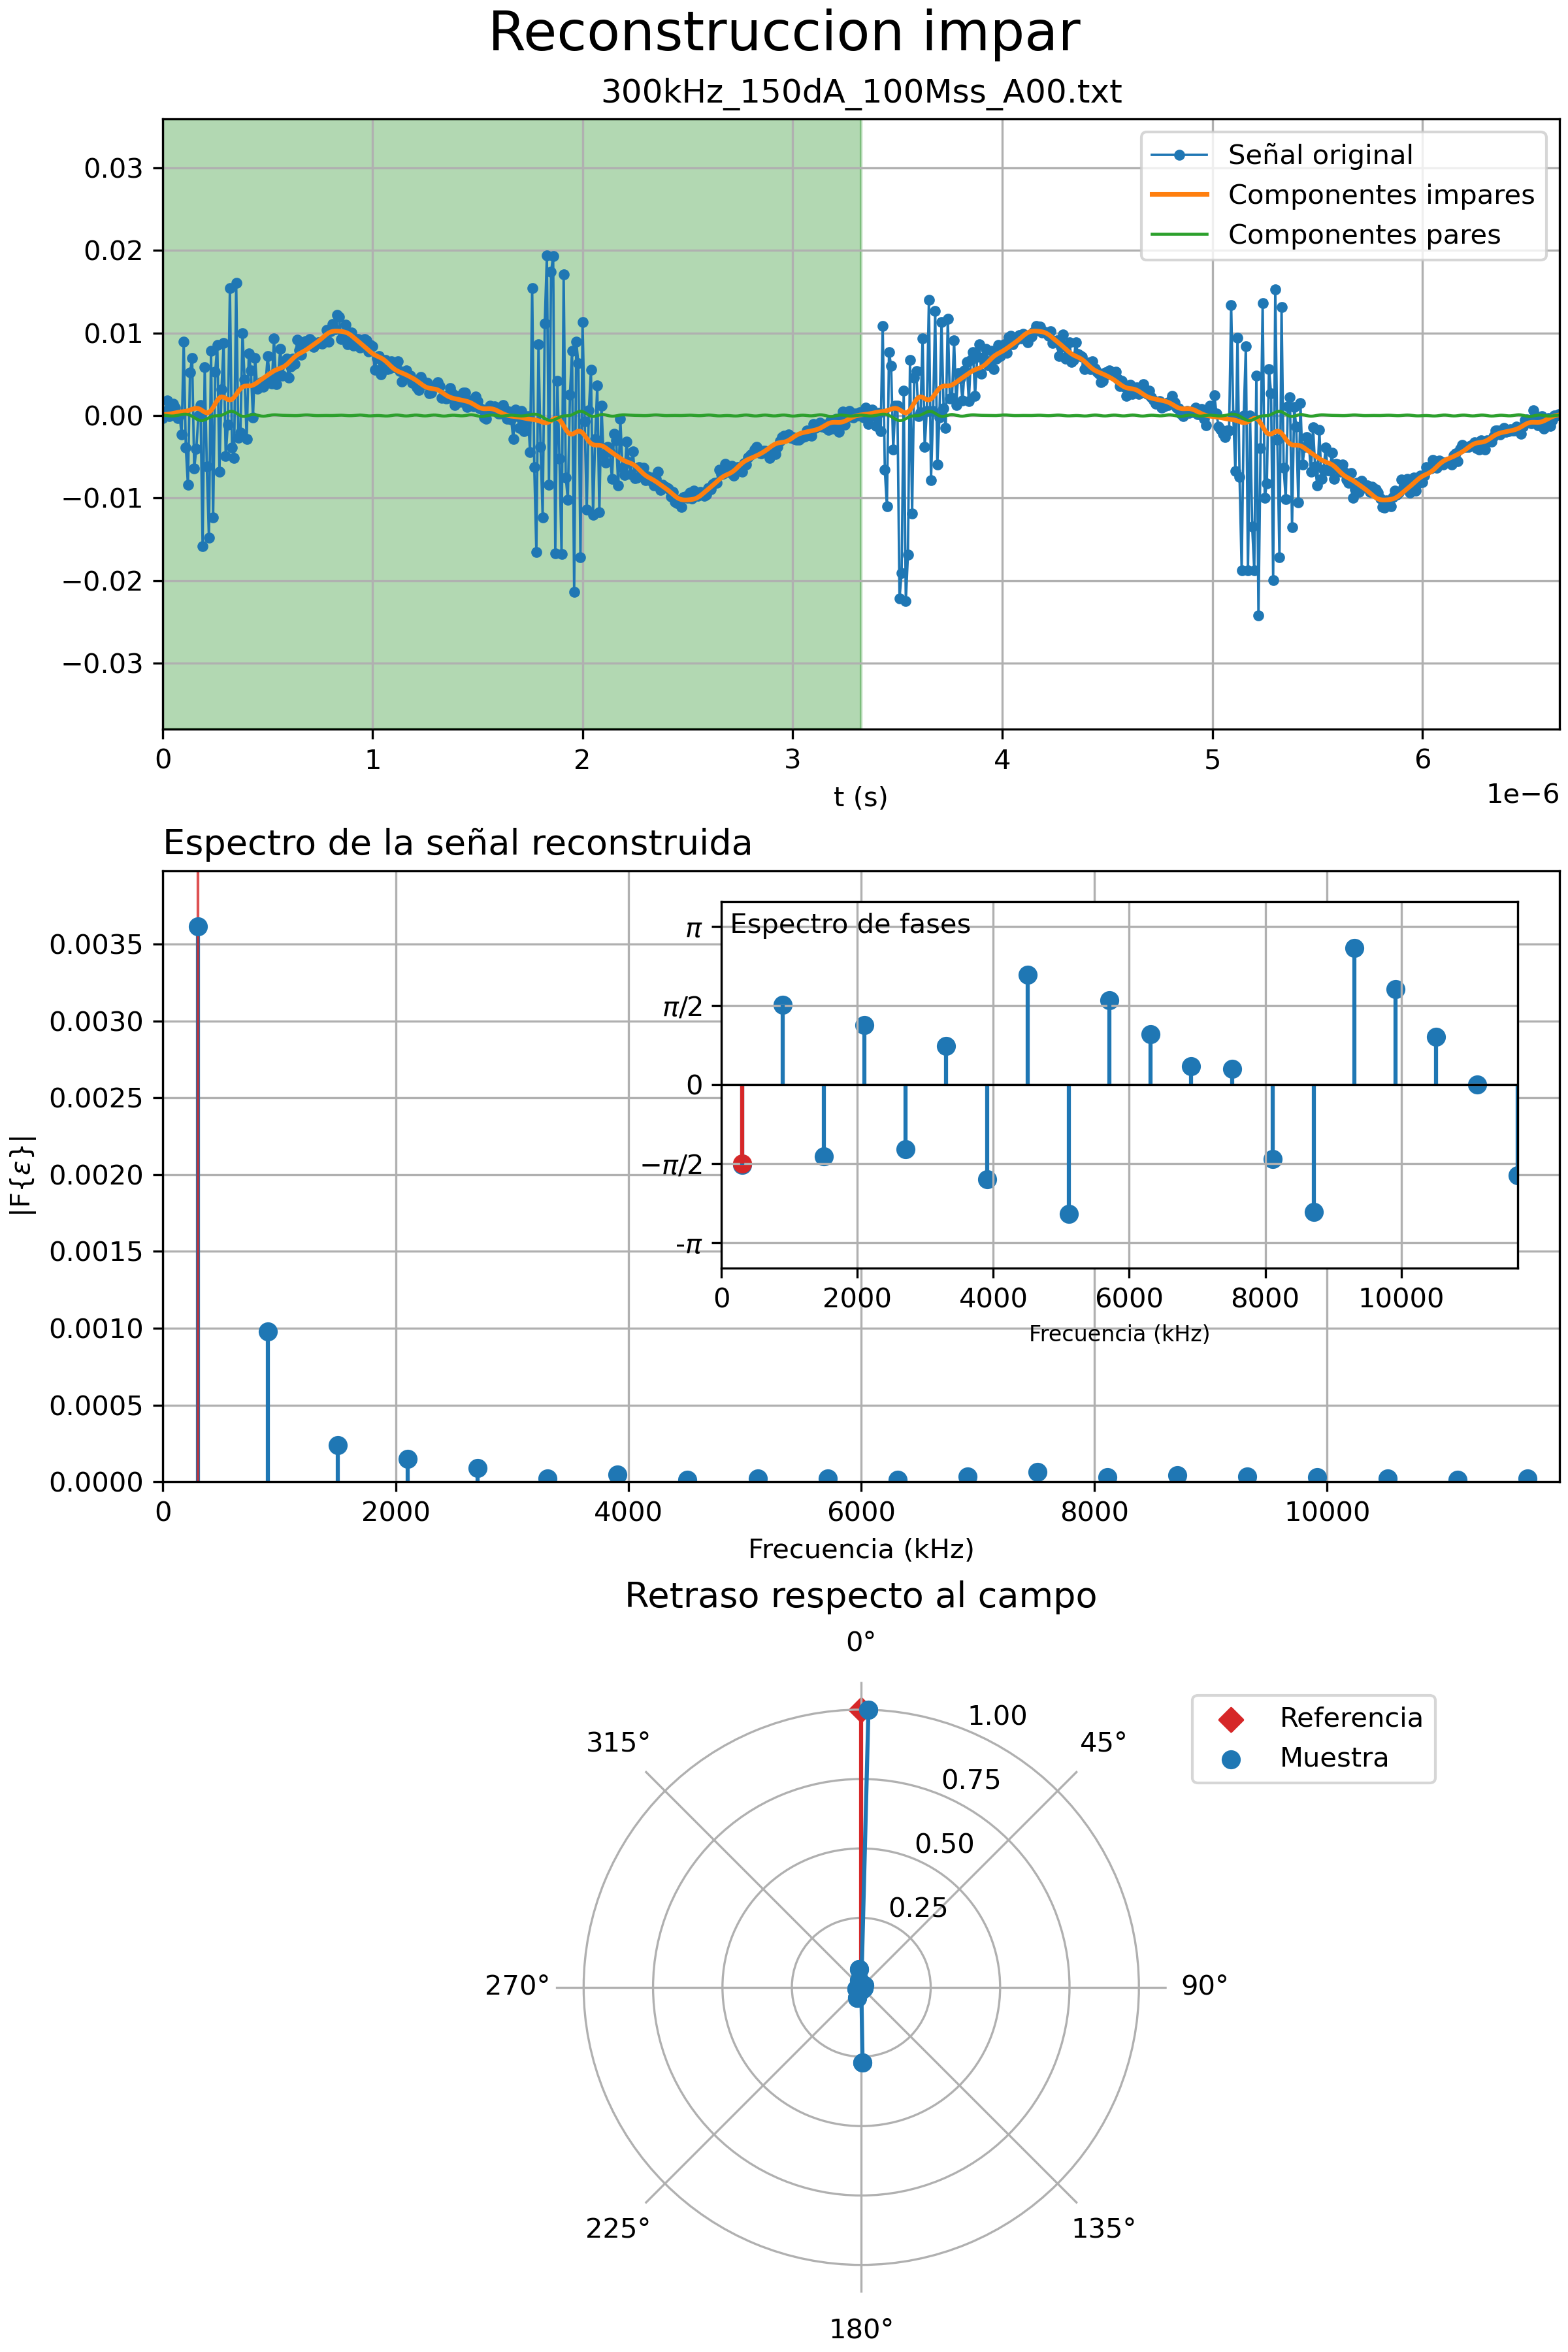 Reconstruccion impar
300kHz_150dA_100Mss_A00.txt
0.03
0.02
0.01
0.00
−0.01
−0.02
−0.03
Señal original
Componentes impares
Componentes pares
0 1 2 3 4 5 6
t (s)
1e−6
Espectro de la señal reconstruida
|F{ε}|
0.0035
0.0030
0.0025
0.0020
0.0015
0.0010
0.0005
0.0000
Espectro de fases
π
π/2
0
−π/2
-π
0 2000 4000 6000 8000 10000
Frecuencia (kHz)
0 2000 4000 6000 8000 10000
Frecuencia (kHz)
Retraso respecto al campo
0°
Referencia
Muestra
315°
45°
1.00
0.75
0.50
0.25
270°
90°
225°
135°
180°